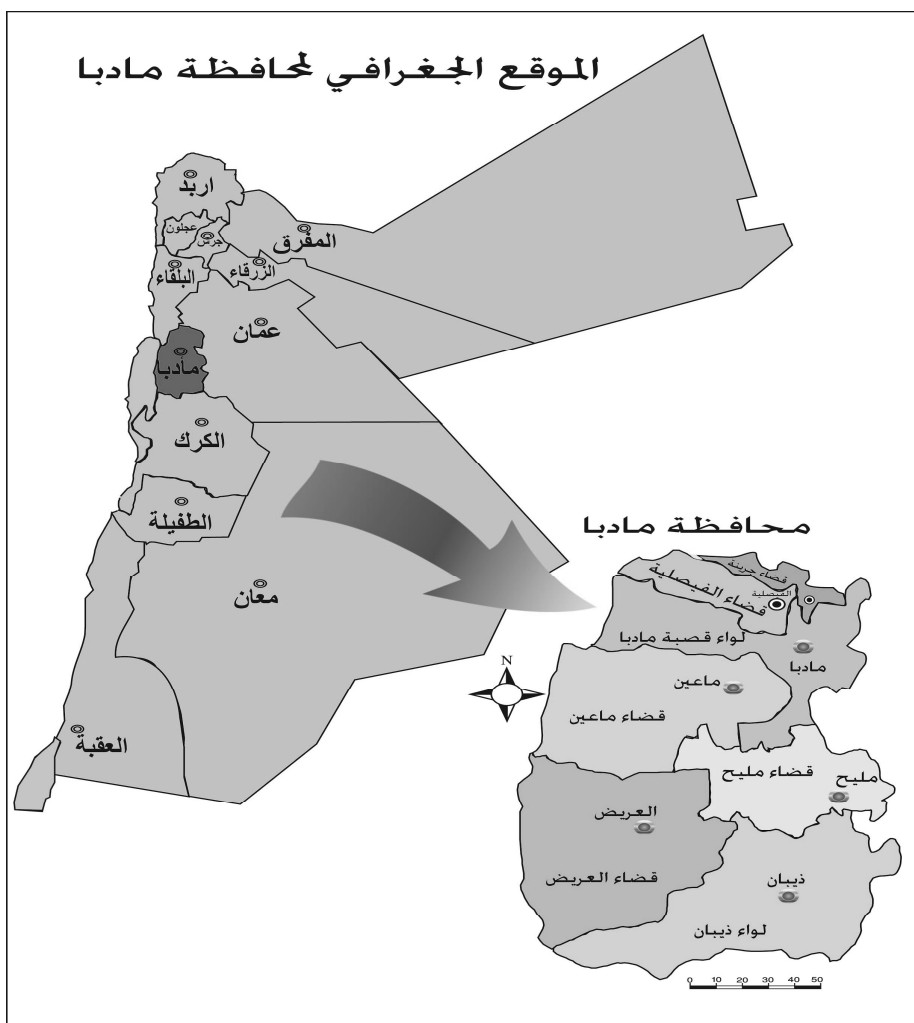 الموقع الجغرافي لمحافظة مادبا
اربد
عجلون
جرش
المفرق
البلقاء
الزرقاء
عمان
مأدبا
الكرك
الطفيلة
معان
العقبة
N
محافظة مادبا
قضاء جرينة
الفيصلية
قضاء الفيصلية
لواء قصبة مادبا
مادبا
ماعين
قضاء ماعين
قضاء مليح
مليح
العريض
قضاء العريض
ذيبان
لواء ذيبان
0 10 20 30 40 50